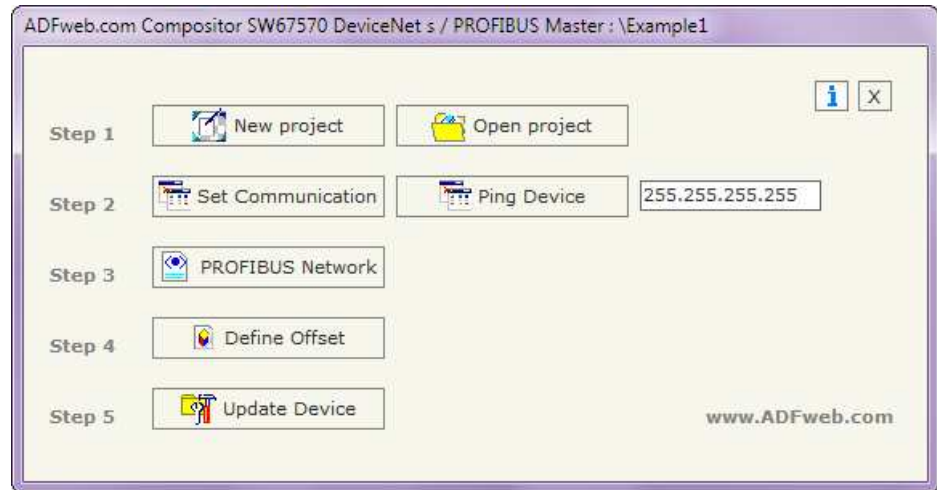 ADFweb.com Compositor SW67570 DeviceNet s / PROFIBUS Master : \Example1
i X
Step 1 New project Open project
Step 2 Set Communication Ping Device 255.255.255.255
Step 3 PROFIBUS Network
Step 4 Define Offset
Step 5 Update Device www.ADFweb.com